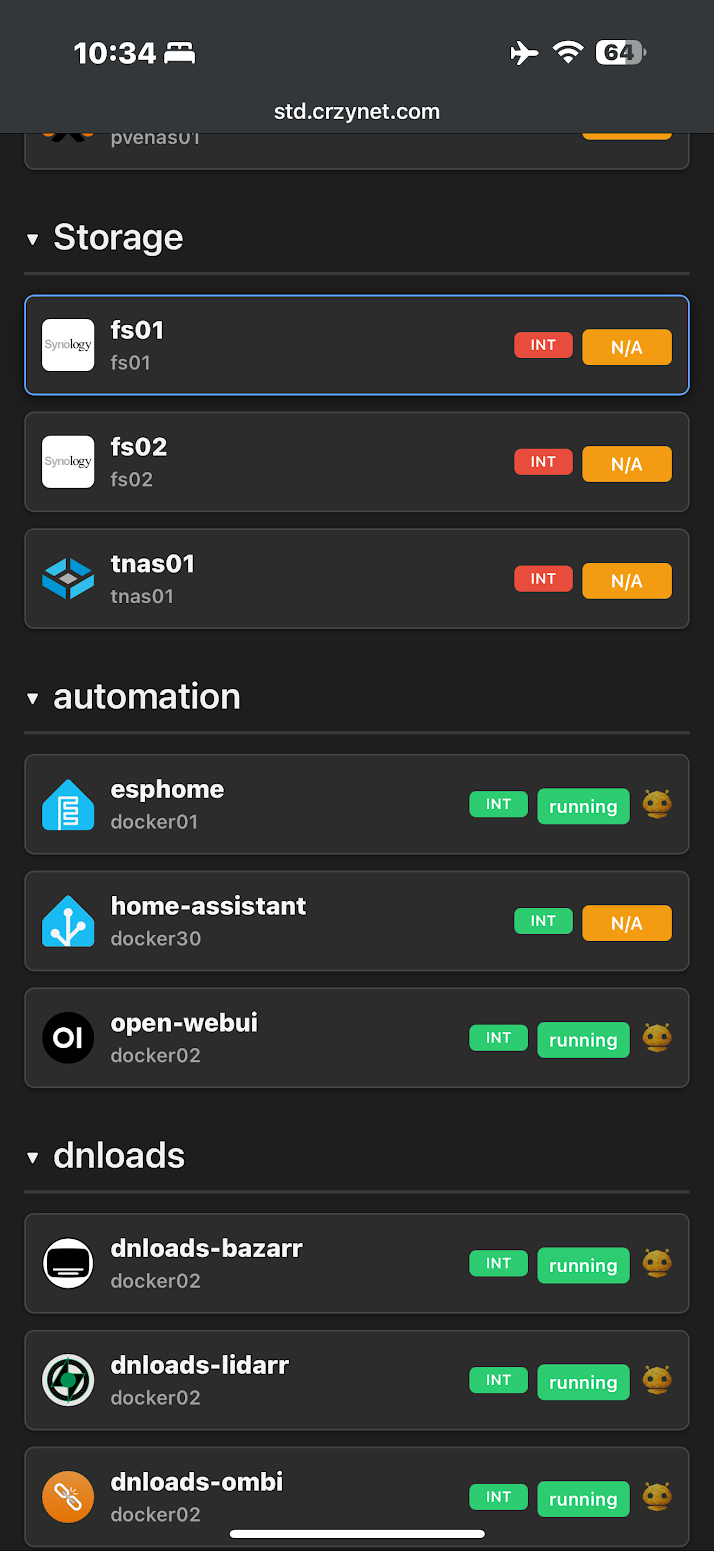 10:34
64
std.crzynet.com
pvenas01
▼ Storage
Synology
fs01
fs01
INT
N/A
Synology
fs02
fs02
INT
N/A
tnas01
tnas01
INT
N/A
▼ automation
esphome
docker01
INT
running
home-assistant
docker30
INT
N/A
OI
open-webui
docker02
INT
running
▼ dnloads
dnloads-bazarr
docker02
INT
running
dnloads-lidarr
docker02
INT
running
dnloads-ombi
docker02
INT
running